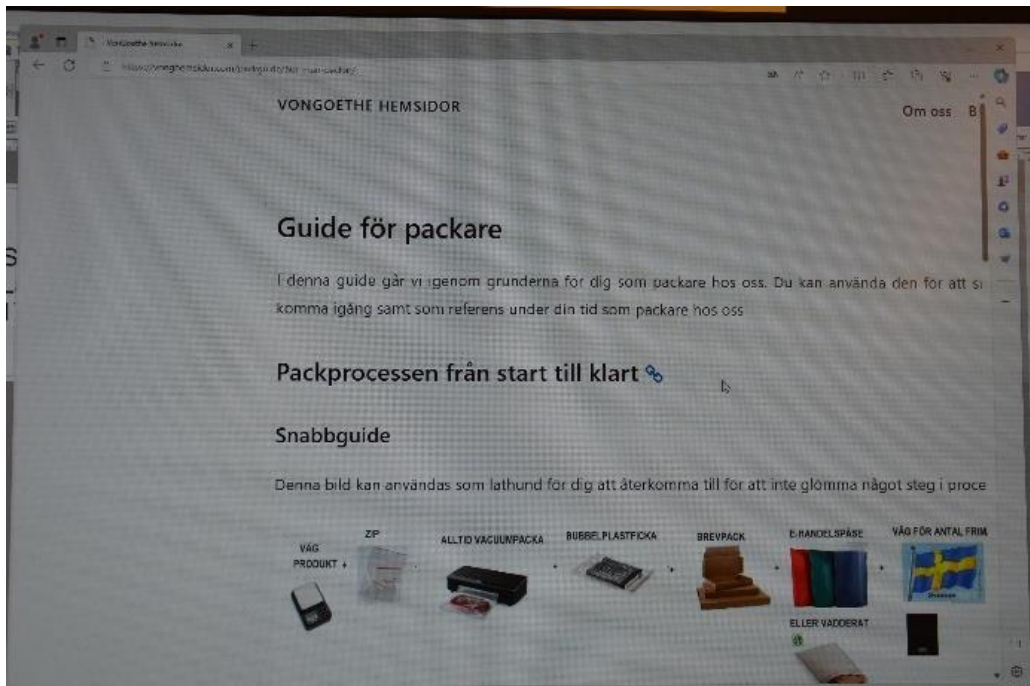 VONGOETHE HEMSIDOR
Om oss B
Guide för packare
I denna guide går vi igenom grunderna för dig som packare hos oss. Du kan använda den för att si
komma igång samt som referens under din tid som packare hos oss
Packprocessen från start till klart
Snabbguide
Denna bild kan användas som lathund för dig att återkomma till för att inte glömma något steg i proce
VÄG
PRODUKT +
ZIP
ALLTID VACUUMPACKA
BUBBELPLASTFICKA
BREVPACK
E-HANDELSPÅSE
VÄG FÖR ANTAL FRIM
ELLER VADDERAT